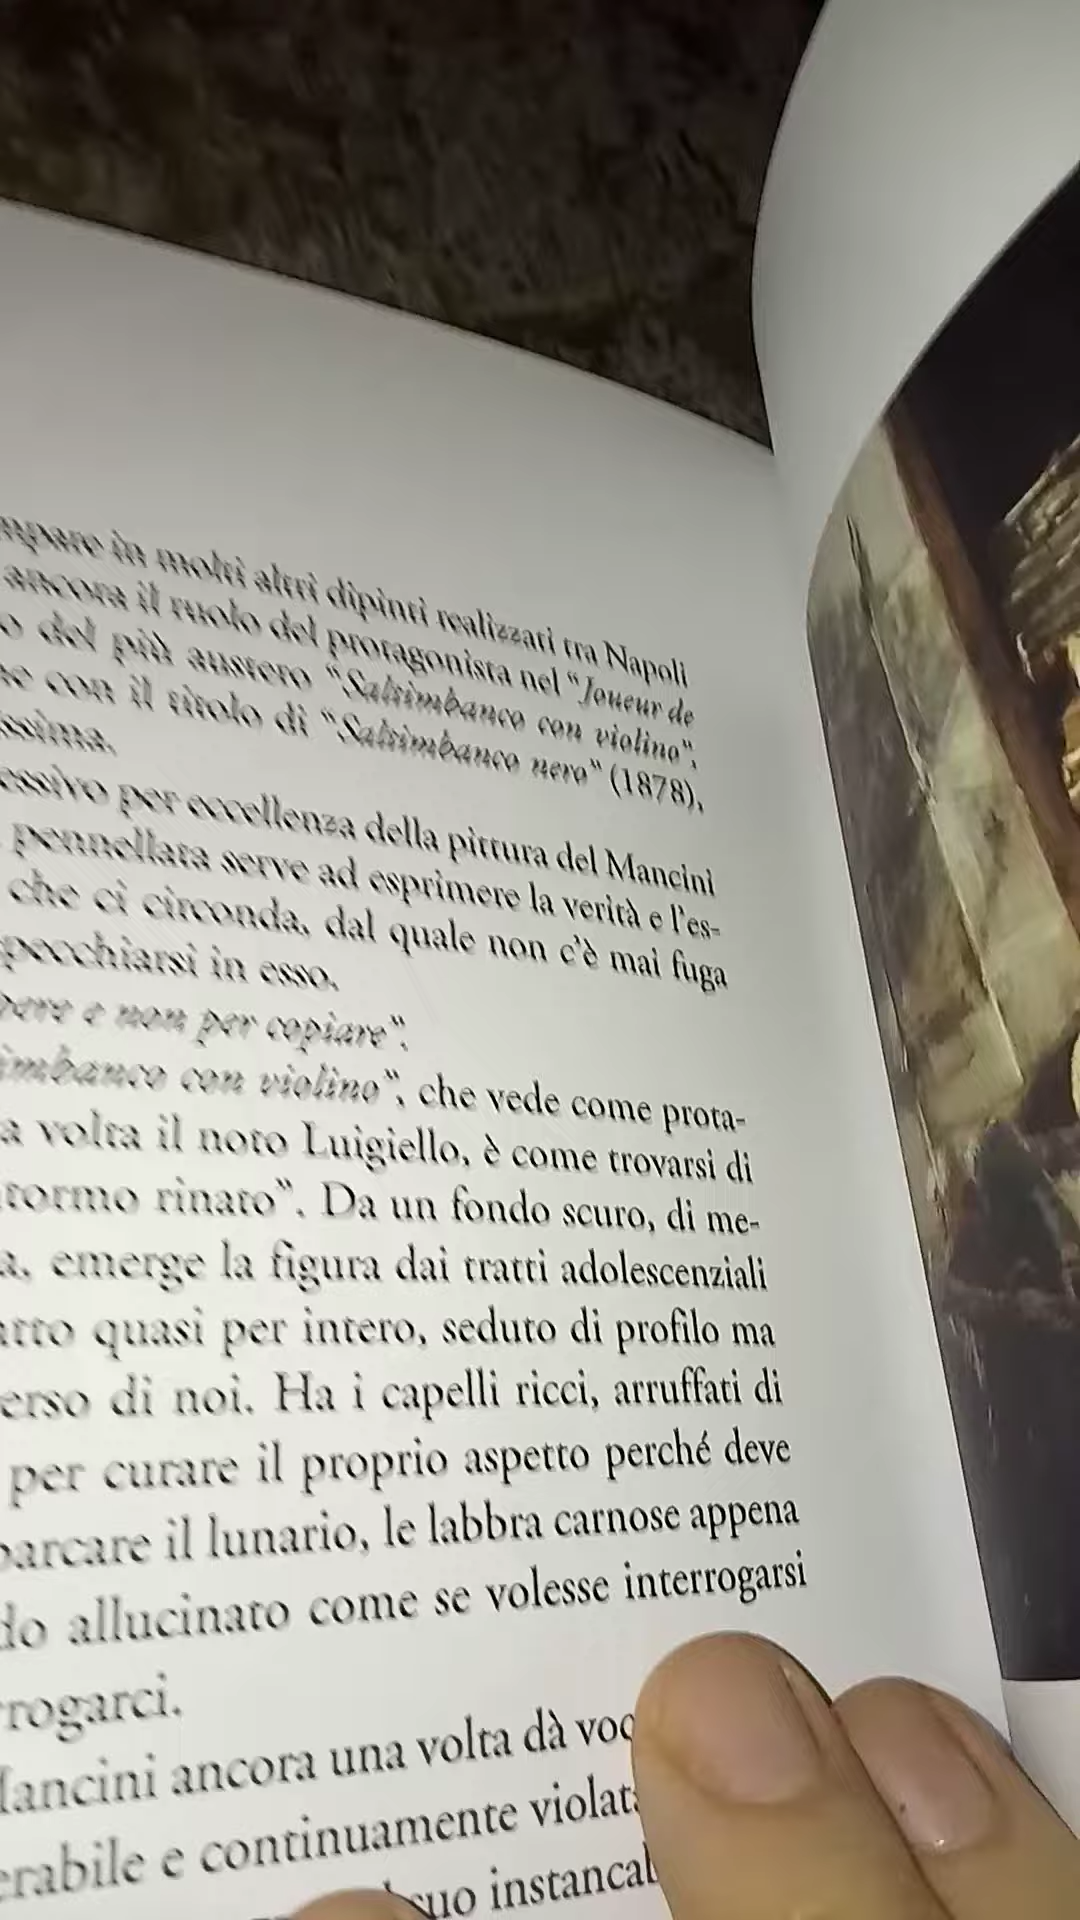 in molti altri dipinti realizzati tra Napoli
ancora il ruolo del protagonista nel “Joueur de
o del più austero “Saltimbanco con violino”,
con il titolo di “Saltimbanco nero” (1878),
essivo per eccellenza della pittura del Mancini
pennellata serve ad esprimere la verità e l’es-
che ci circonda, dal quale non c’è mai fuga
pecchiarsi in esso.
e non per copiare”.
imbanco con violino”, che vede come prota-
a volta il noto Luigiello, è come trovarsi di
tormo rinato”. Da un fondo scuro, di me-
a, emerge la figura dai tratti adolescenziali
atto quasi per intero, seduto di profilo ma
erso di noi. Ha i capelli ricci, arruffati di
per curare il proprio aspetto perché deve
barcare il lunario, le labbra carnose appena
do allucinato come se volesse interrogarsi
rogarci.
Mancini ancora una volta dà voc
erabile e continuamente violat
suo instancab